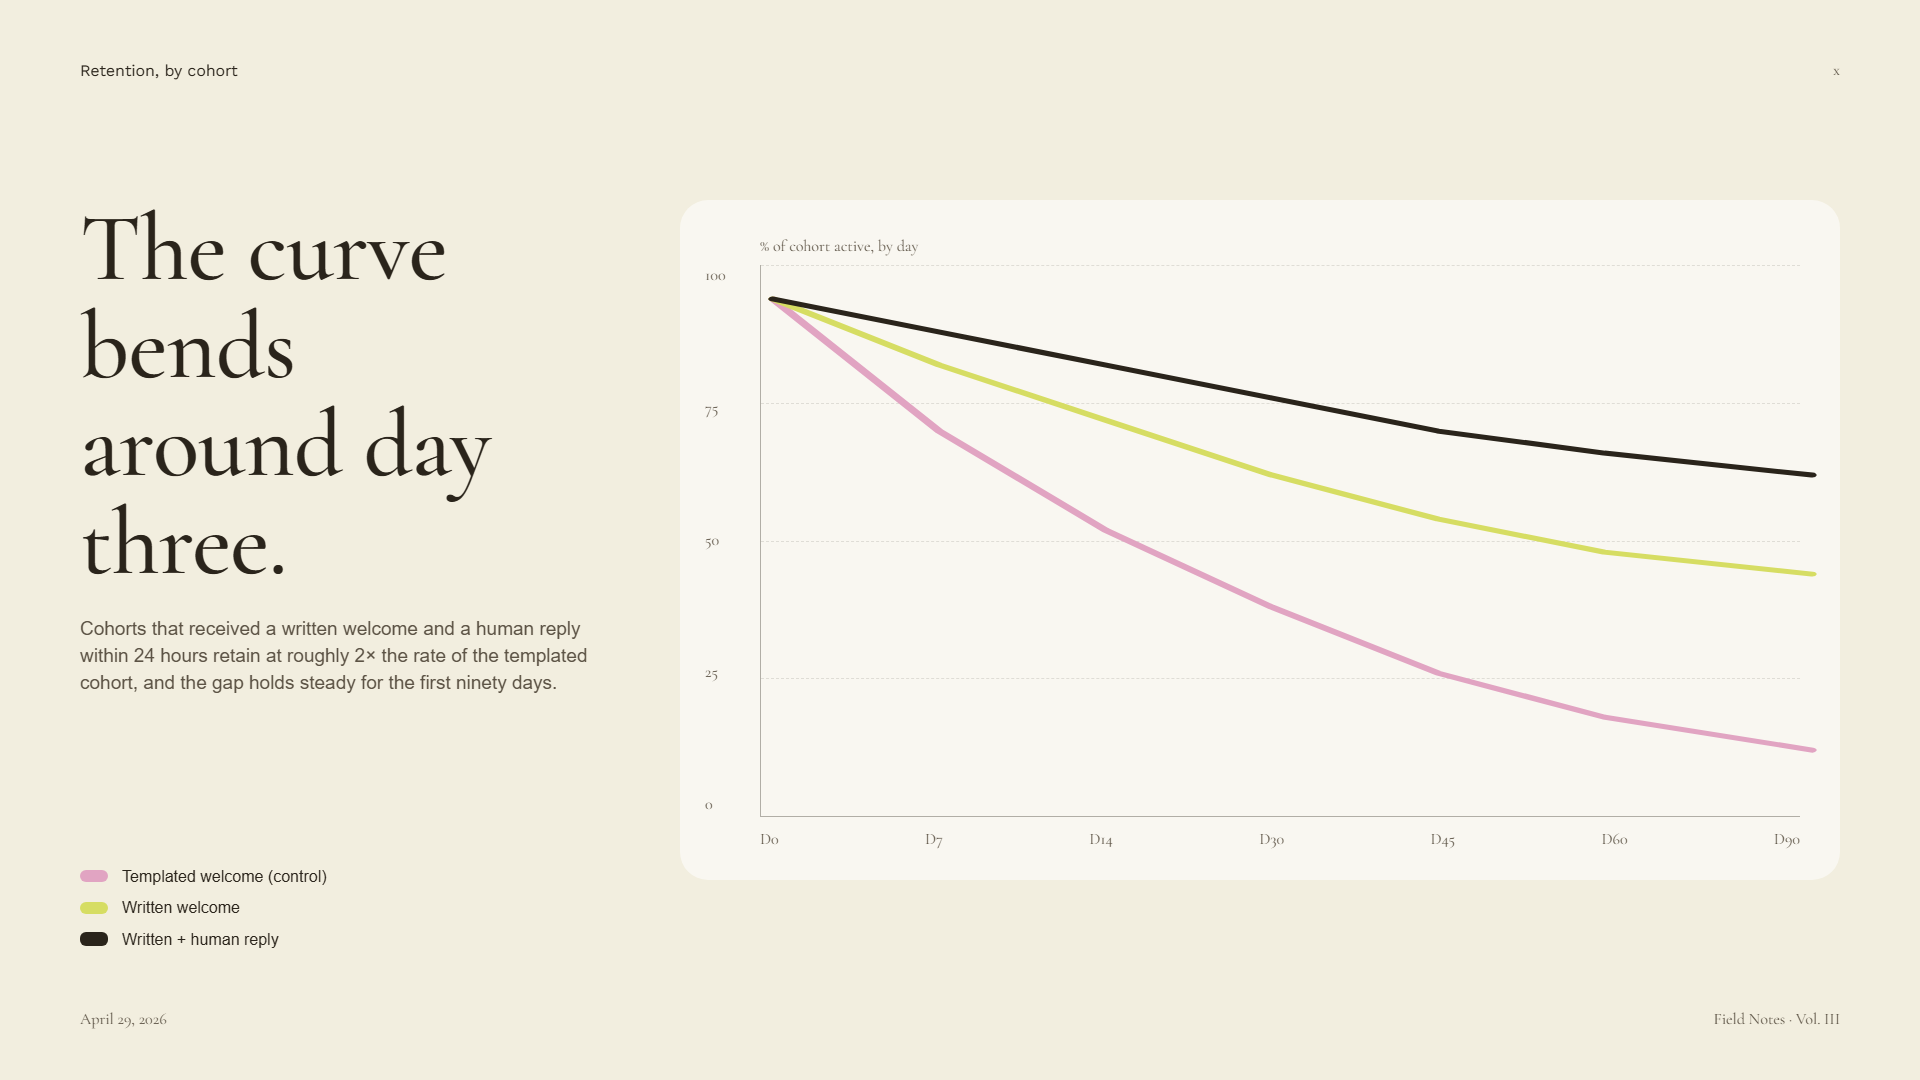 Retention, by cohort
x
The curve
bends
around day
three.
Cohorts that received a written welcome and a human reply
within 24 hours retain at roughly 2× the rate of the templated
cohort, and the gap holds steady for the first ninety days.
Templated welcome (control)
Written welcome
Written + human reply
% of cohort active, by day
100
75
50
25
0
D0
D7
D14
D30
D45
D60
D90
April 29, 2026
Field Notes · Vol. III